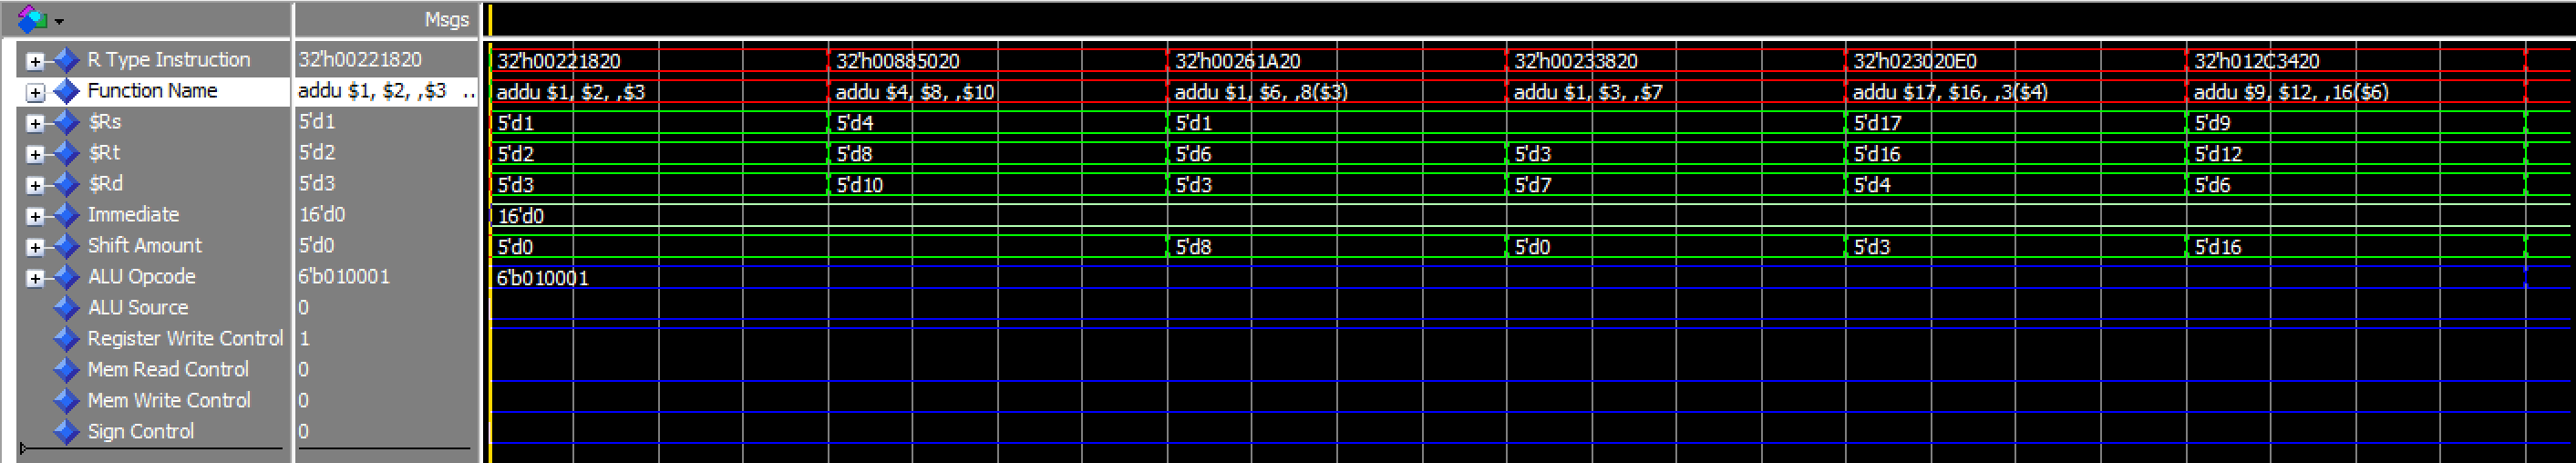 Msgs
R Type Instruction 32'h00221820 32'h00221820 32'h00885020 32'h00261A20 32'h00233820 32'h023020E0 32'h012C3420
Function Name addu $1, $2, ,$3 .. addu $1, $2, ,$3 addu $4, $8, ,$10 addu $1, $6, ,8($3) addu $1, $3, ,$7 addu $17, $16, ,3($4) addu $9, $12, ,16($6)
$Rs 5'd1 5'd1 5'd4 5'd1 5'd17 5'd9
$Rt 5'd2 5'd2 5'd8 5'd6 5'd3 5'd16 5'd12
$Rd 5'd3 5'd3 5'd10 5'd3 5'd7 5'd4 5'd6
Immediate 16'd0 16'd0
Shift Amount 5'd0 5'd0 5'd8 5'd0 5'd3 5'd16
ALU Opcode 6'b010001 6'b010001
ALU Source 0
Register Write Control 1
Mem Read Control 0
Mem Write Control 0
Sign Control 0